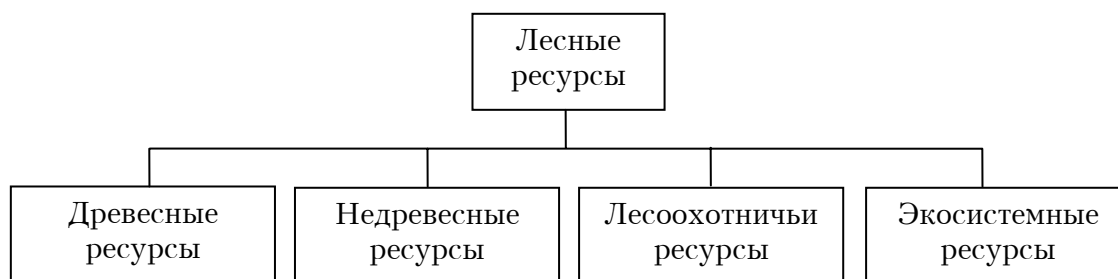 Лесные
ресурсы
Древесные
ресурсы
Недревесные
ресурсы
Лесоохотничьи
ресурсы
Экосистемные
ресурсы